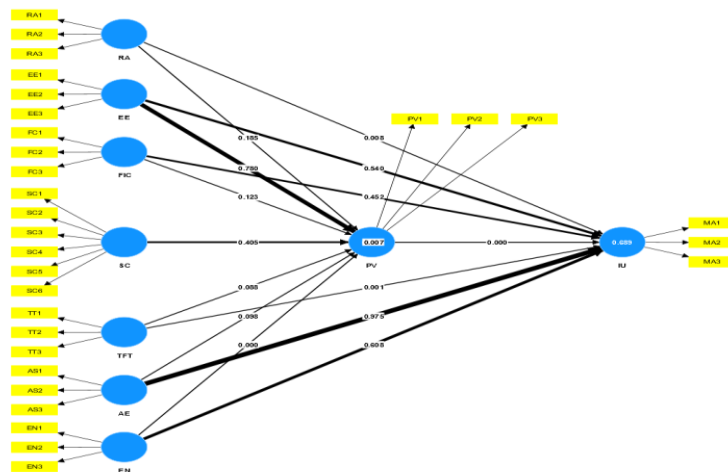 RA1
RA2
RA3
RA
EE1
EE2
EE3
EE
FC1
FC2
FC3
FIC
SC1
SC2
SC3
SC4
SC5
SC6
SC
TT1
TT2
TT3
TFT
AS1
AS2
AS3
AE
EN1
EN2
EN3
EN
PV1 PV2 PV3
0.185
0.780
0.123
0.405
0.088
0.098
0.000
0.007
PV
0.008
0.540
0.452
0.000
0.001
0.975
0.608
0.689
IU
MA1
MA2
MA3